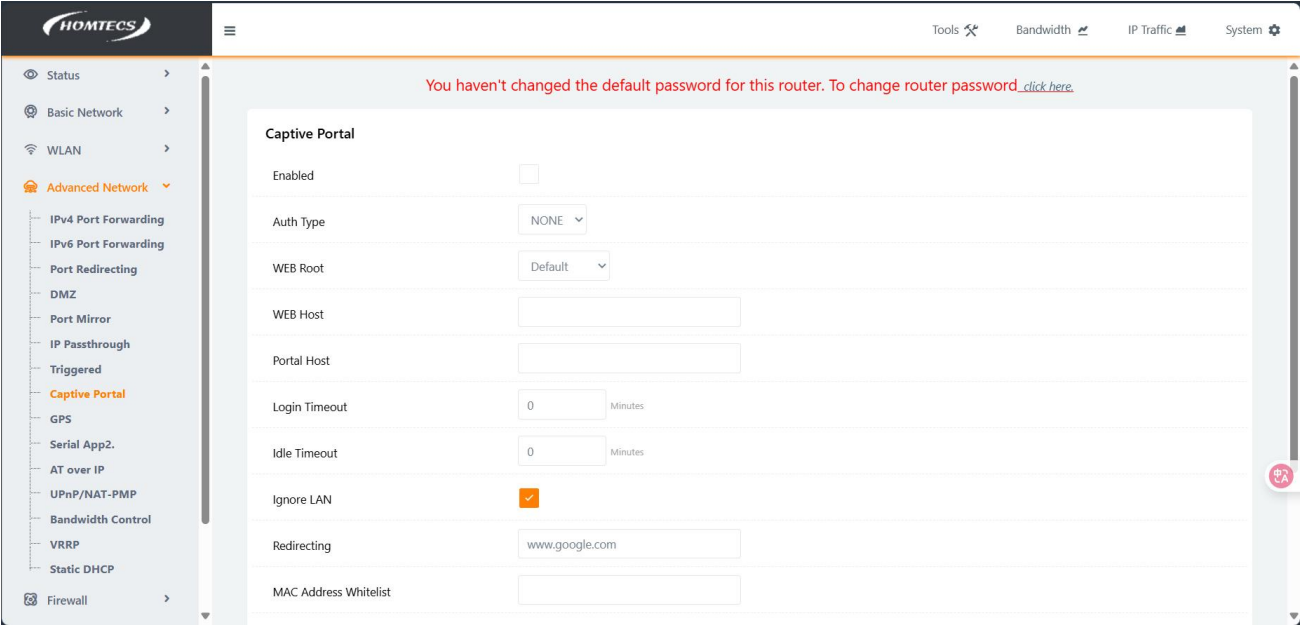 HOMTECS
Tools
Bandwidth
IP Traffic
System
Status
Basic Network
WLAN
Advanced Network
IPv4 Port Forwarding
IPv6 Port Forwarding
Port Redirecting
DMZ
Port Mirror
IP Passthrough
Triggered
Captive Portal
GPS
Serial App2.
AT over IP
UPnP/NAT-PMP
Bandwidth Control
VRRP
Static DHCP
Firewall
You haven't changed the default password for this router. To change router password click here.
Captive Portal
Enabled
Auth Type NONE
WEB Root Default
WEB Host
Portal Host
Login Timeout 0 Minutes
Idle Timeout 0 Minutes
Ignore LAN
Redirecting www.google.com
MAC Address Whitelist
中A